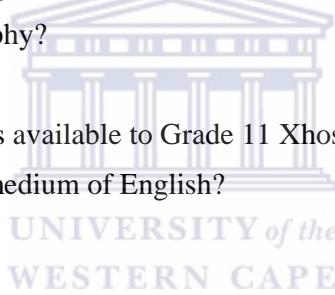 phy?
s available to Grade 11 Xhos
medium of English?
UNIVERSITY of the
WESTERN CAPE